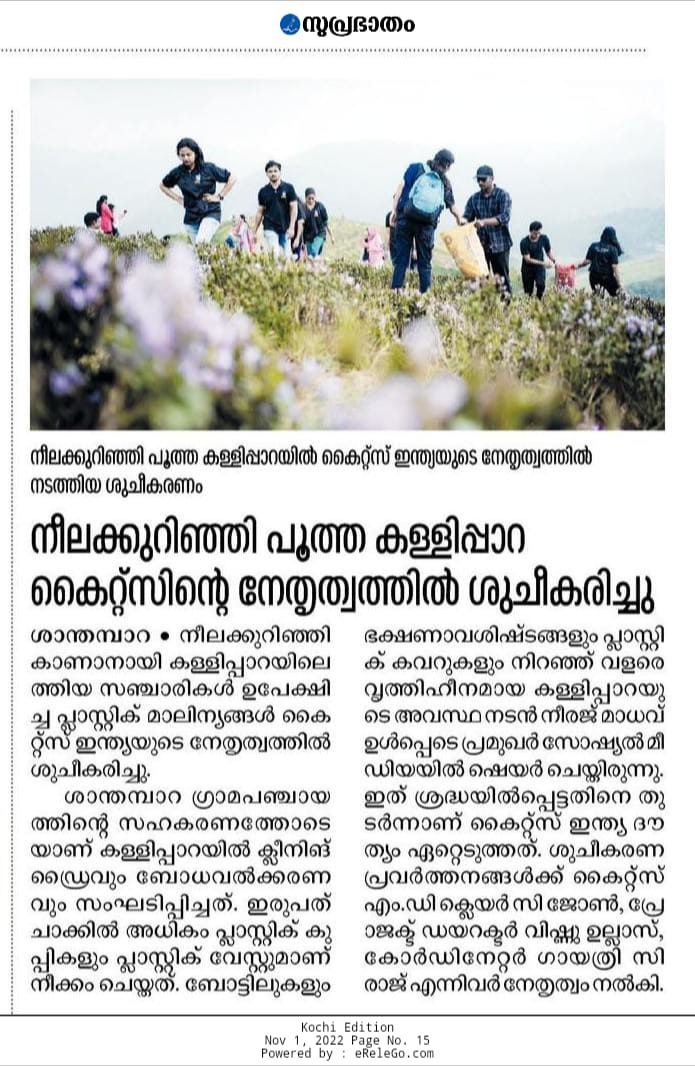 സുപ്രഭാതം
നീലക്കുറിഞ്ഞി പൂത്ത കള്ളിപ്പാറയിൽ കൈറ്റ്സ് ഇന്ത്യയുടെ നേതൃത്വത്തിൽ
നടത്തിയ ശുചീകരണം
നീലക്കുറിഞ്ഞി പൂത്ത കള്ളിപ്പാറ
കൈറ്റ്സിന്റെ നേതൃത്വത്തിൽ ശുചീകരിച്ചു
ശാന്തമ്പാറ • നീലക്കുറിഞ്ഞി
കാണാനായി കള്ളിപ്പാറയിലെ
ത്തിയ സഞ്ചാരികൾ ഉപേക്ഷി
ച്ച പ്ലാസ്റ്റിക് മാലിന്യങ്ങൾ കൈ
റ്റ്സ് ഇന്ത്യയുടെ നേതൃത്വത്തിൽ
ശുചീകരിച്ചു.
ശാന്തമ്പാറ ഗ്രാമപഞ്ചായ
ത്തിന്റെ സഹകരണത്തോടെ
യാണ് കള്ളിപ്പാറയിൽ ക്ലീനിങ്
ഡ്രൈവും ബോധവൽക്കരണ
വും സംഘടിപ്പിച്ചത്. ഇരുപത്
ചാക്കിൽ അധികം പ്ലാസ്റ്റിക് കു
പ്പികളും പ്ലാസ്റ്റിക് വേസ്റ്റുമാണ്
നീക്കം ചെയ്തത്. ബോട്ടിലുകളും
ഭക്ഷണാവശിഷ്ടങ്ങളും പ്ലാസ്റ്റി
ക് കവറുകളും നിറഞ്ഞ് വളരെ
വൃത്തിഹീനമായ കള്ളിപ്പാറയു
ടെ അവസ്ഥ നടൻ നീരജ് മാധവ്
ഉൾപ്പെടെ പ്രമുഖർ സോഷ്യൽ മീ
ഡിയയിൽ ഷെയർ ചെയ്തിരുന്നു.
ഇത് ശ്രദ്ധയിൽപ്പെട്ടതിനെ തു
ടർന്നാണ് കൈറ്റ്സ് ഇന്ത്യ ദൗ
ത്യം ഏറ്റെടുത്തത്. ശുചീകരണ
പ്രവർത്തനങ്ങൾക്ക് കൈറ്റ്സ്
എം.ഡി ക്ലെയർ സി ജോൺ, പ്രേ
ാജക്ട് ഡയറക്ടർ വിഷ്ണു ഉല്ലാസ്,
കോർഡിനേറ്റർ ഗായത്രി സി
രാജ് എന്നിവർ നേതൃത്വം നൽകി.
Kochi Edition
Nov 1, 2022 Page No. 15
Powered by : eReleGo.com